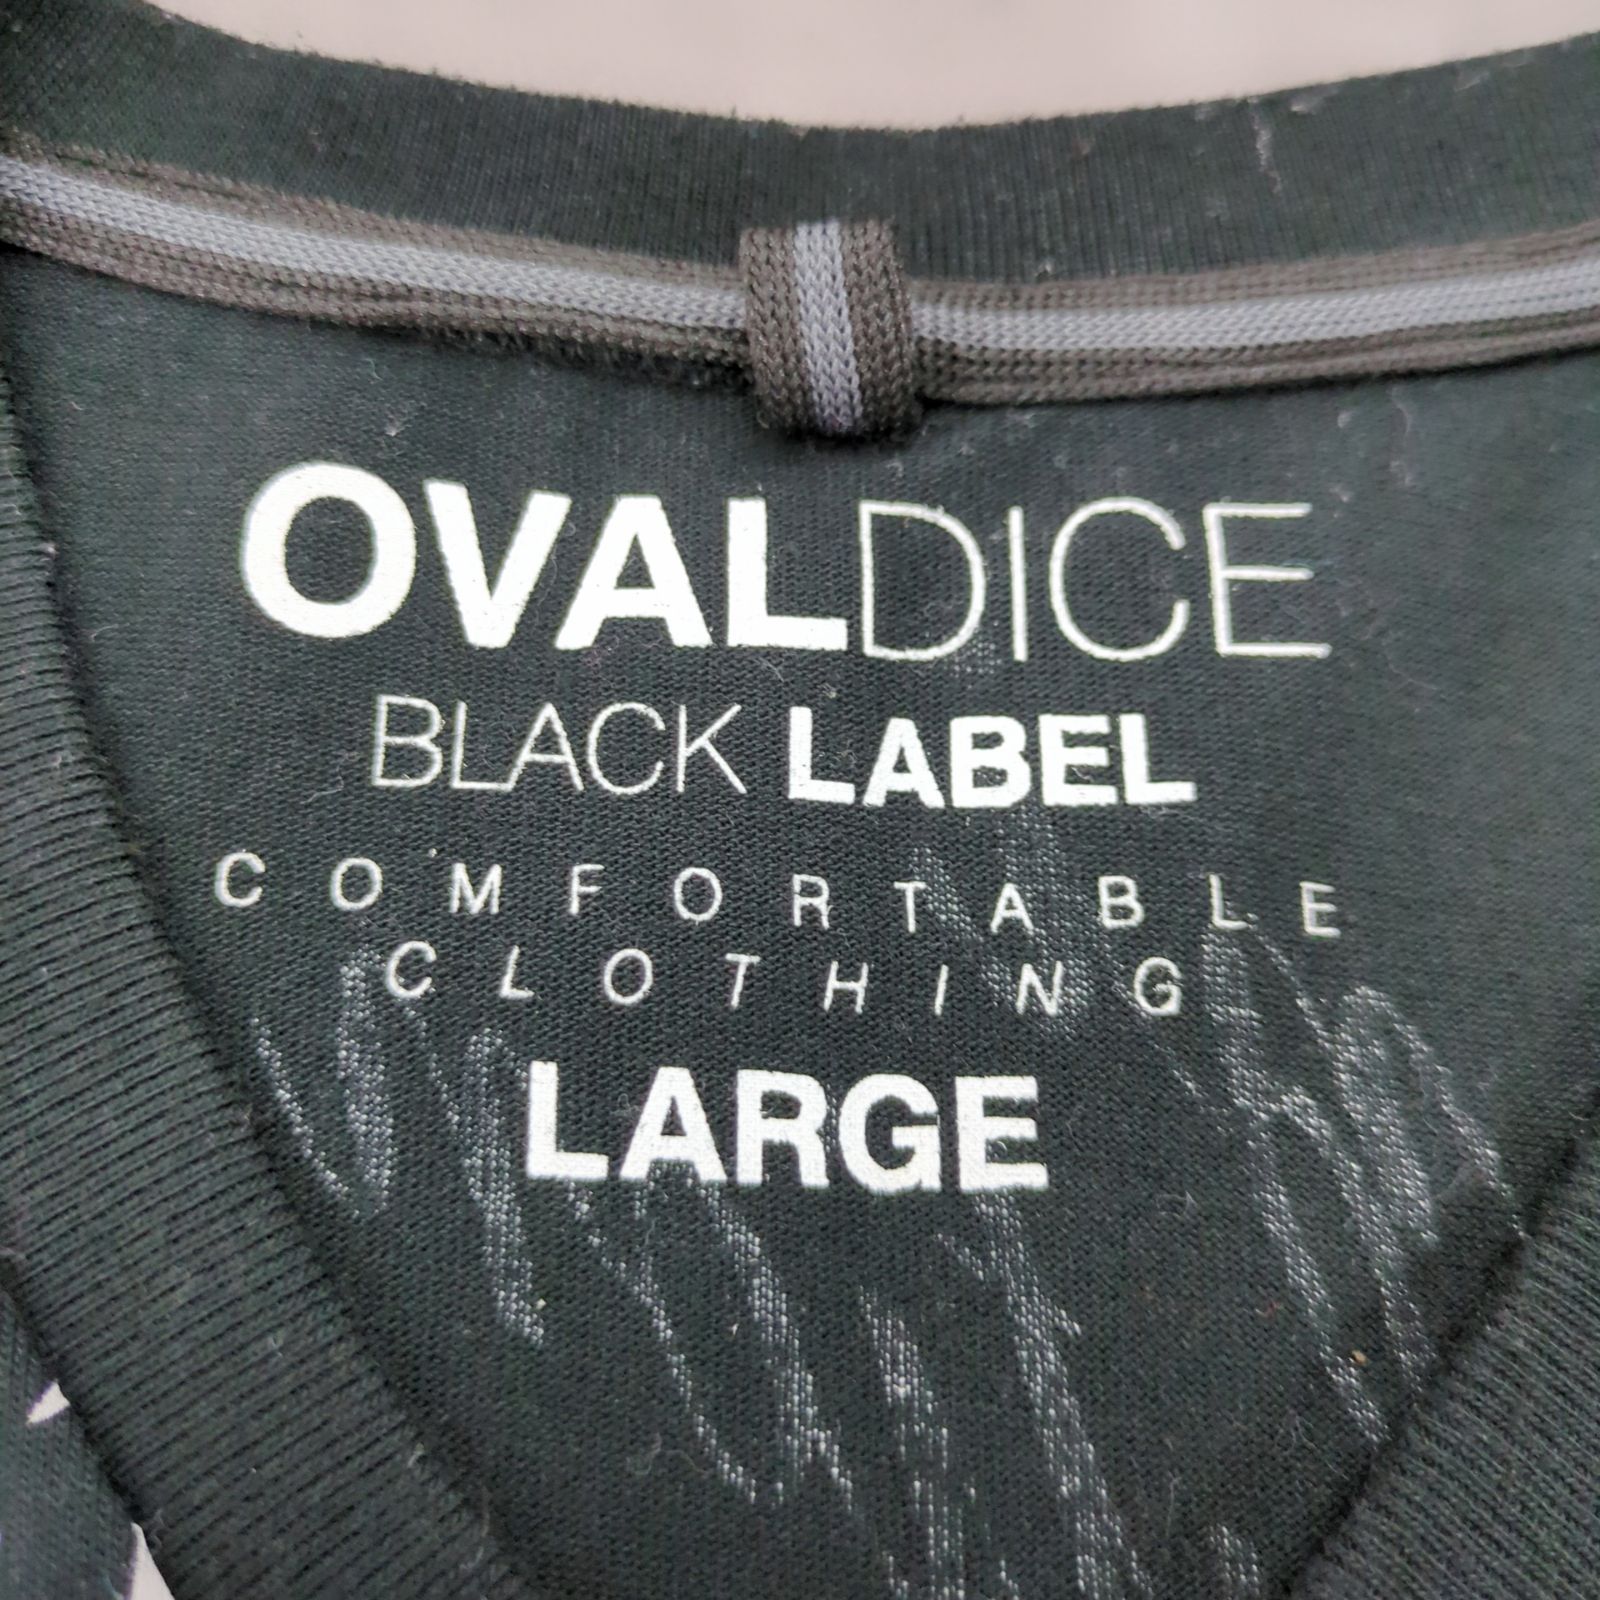 OVALDICE
BLACK LABEL
COMFORTABLE
CLOTHING
LARGE